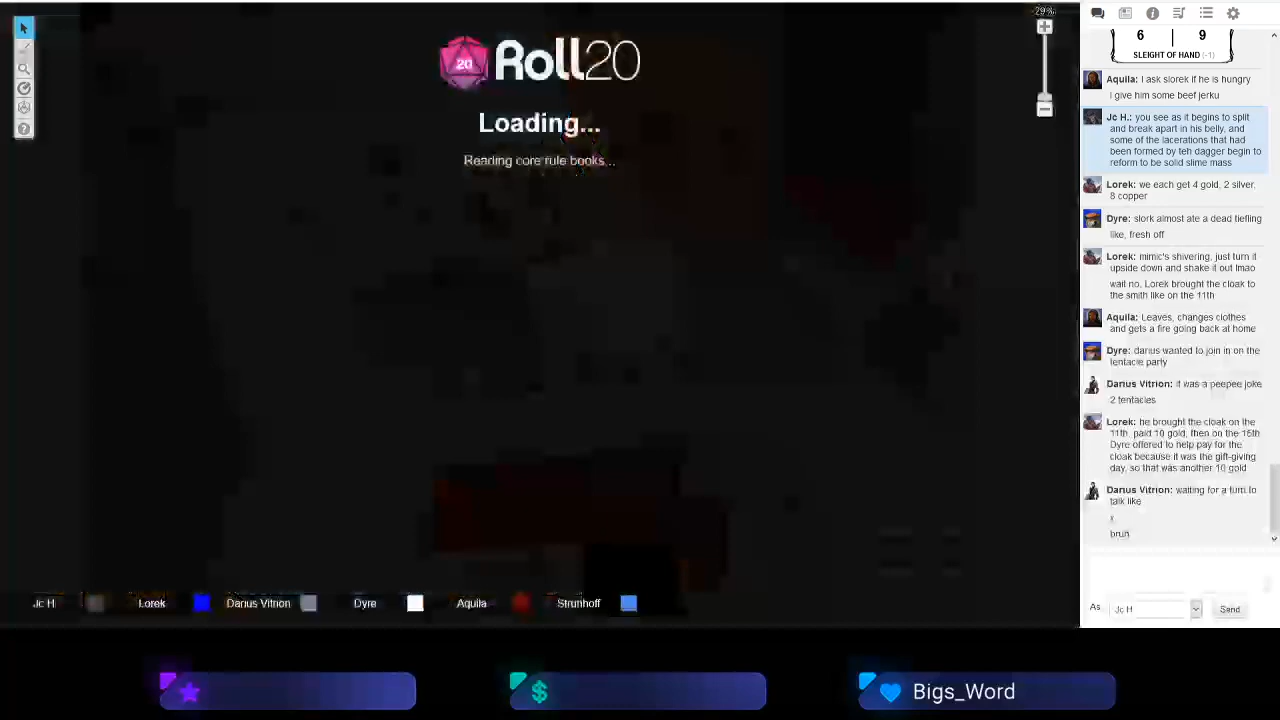 -29%
20
Roll20
Loading...
Reading core rule books...
6 | 9
SLEIGHT OF HAND (-1)
Aquila: I ask slorek if he is hungry
I give him some beef jerku
Jc H.: you see as it begins to split
and break apart in his belly, and
some of the lacerations that had
been formed by teh dagger begin to
reform to be solid slime mass
Lorek: we each get 4 gold, 2 silver,
8 copper
Dyre: slork almost ate a dead tiefling
like, fresh off
Lorek: mimic's shivering, just turn it
upside down and shake it out lmao
wait no, Lorek brought the cloak to
the smith like on the 11th
Aquila: Leaves, changes clothes
and gets a fire going back at home
Dyre: darius wanted to join in on the
tentacle party
Darius Vitrion: it was a peepee joke
2 tentacles
Lorek: he brought the cloak on the
11th, paid 10 gold, then on the 15th
Dyre offered to help pay for the
cloak because it was the gift-giving
day, so that was another 10 gold
Darius Vitrion: waiting for a turn to
talk like
bruh
As Jc H Send
Jc H Lorek Darius Vitrion Dyre Aquila Strunhoff
$ Bigs_Word